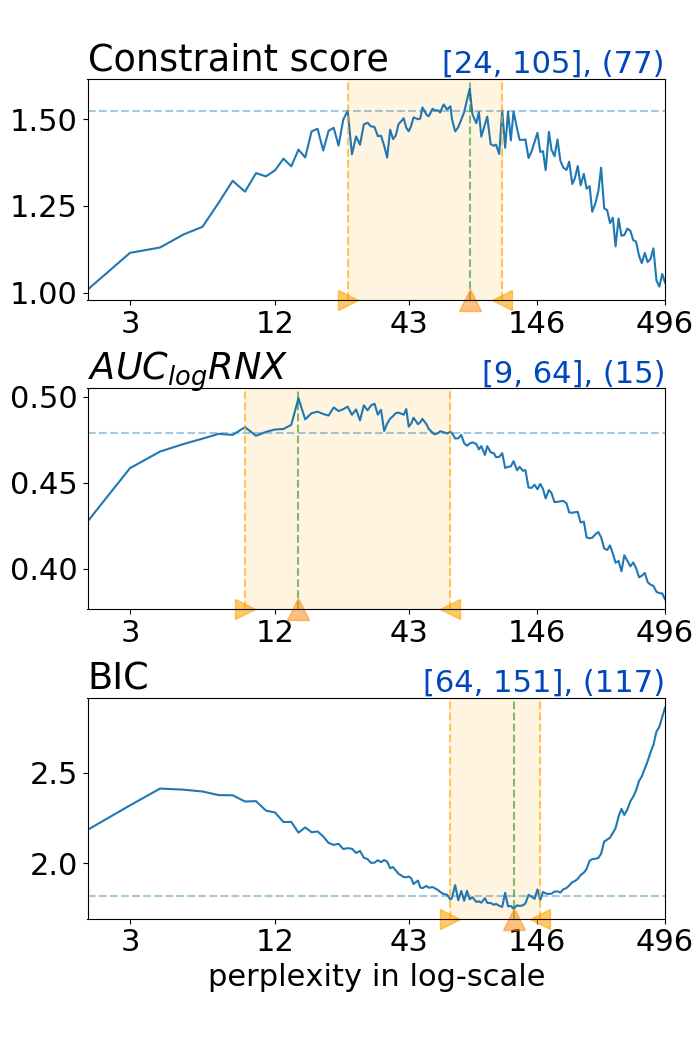 Constraint score [24, 105], (77)
1.50
1.25
1.00
3 12 43 146 496
AUC_logRNX [9, 64], (15)
0.50
0.45
0.40
3 12 43 146 496
BIC [64, 151], (117)
2.5
2.0
3 12 43 146 496
perplexity in log-scale